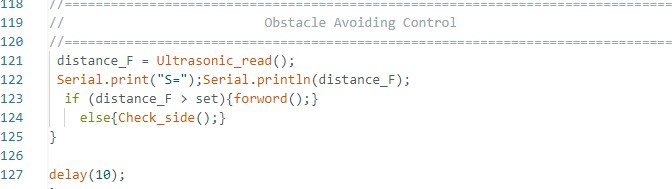 118 //==============================================================================
119 //                           Obstacle Avoiding Control
120 //==============================================================================
121  distance_F = Ultrasonic_read();
122  Serial.print("S=");Serial.println(distance_F);
123   if (distance_F > set){forword();}
124     else{Check_side();}
125 }
126
127 delay(10);